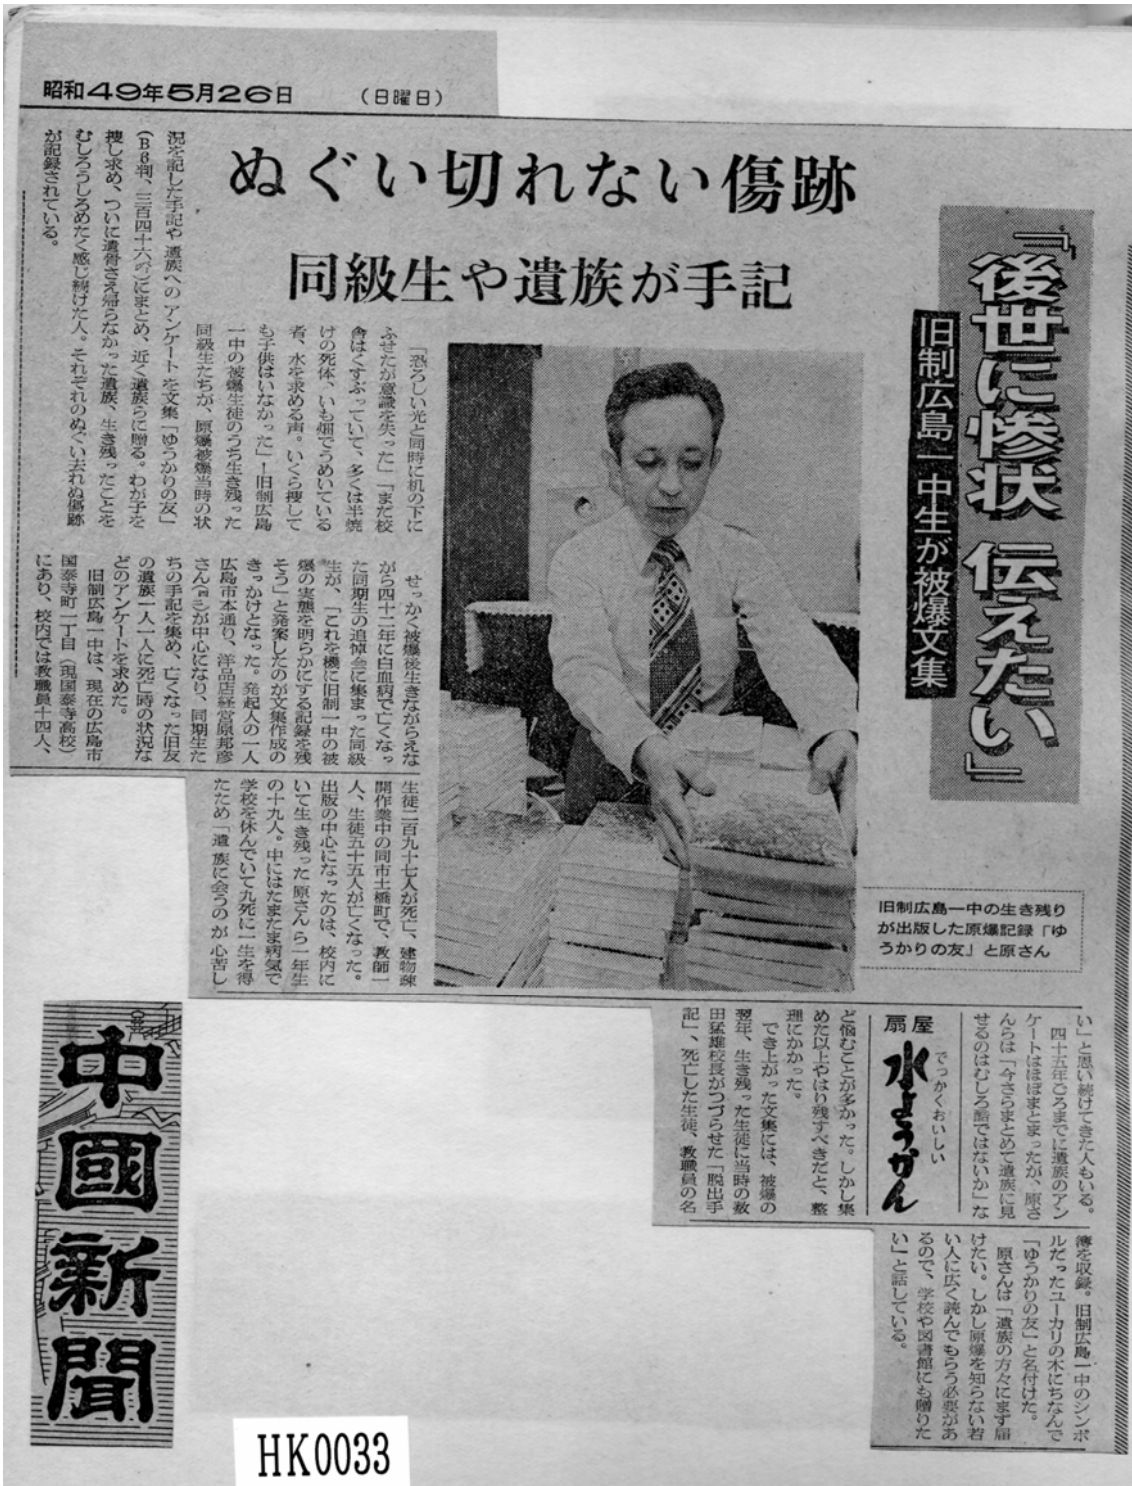 昭和49年5月26日　（日曜日）
『後世に惨状 伝えたい』
旧制広島一中生が被爆文集
ぬぐい切れない傷跡
同級生や遺族が手記
「恐ろしい光と同時に机の下に
ふせたが意識を失った」「まだ校
舎はくすぶっていて、多くは半焼
けの死体、いも畑でうめいている
者、水を求める声。いくら捜して
も子供はいなかった」―旧制広島
一中の被爆生徒のうち生き残った
同級生たちが、原爆被爆当時の状
況を記した手記や遺族へのアンケートを文集「ゆうかりの友」
（B6判、三百四十六㌻）にまとめ、近く遺族らに贈る。わが子を
捜し求め、ついに遺骨さえ帰らなかった遺族、生き残ったことを
むしろうしろめたく感じ続けた人。それぞれのぬぐい去れぬ傷跡
が記録されている。
せっかく被爆後生きながらえな
がら四十二年に白血病で亡くなっ
た同期生の追悼会に集まった同級
生が、「これを機に旧制一中の被
爆の実態を明らかにする記録を残
そう」と発案したのが文集作成の
きっかけとなった。発起人の一人
広島市本通り、洋品店経営原邦彦
さんが中心になり、同期生た
ちの手記を集め、亡くなった旧友
の遺族一人一人に死亡時の状況な
どのアンケートを求めた。
旧制広島一中は、現在の広島市
国泰寺町一丁目（現国泰寺高校）
にあり、校内では教職員十四人、
生徒二百九十七人が死亡、建物疎
開作業中の同市土橋町で、教師一
人、生徒五十五人が亡くなった。
出版の中心になったのは、校内に
いて生き残った原さんら一年生
の十九人。中にはたまたま病気で
学校を休んでいて九死に一生を得
たため「遺族に会うのが心苦し
い」と思い続けてきた人もいる。
四十五年ごろまでに遺族のアン
ケートはほぼまとまったが、原さ
んらは「今さらまとめて遺族に見
せるのはむしろ酷ではないか」な
ど悩むことが多かった。しかし集
めた以上やはり残すべきだと、整
理にかかった。
でき上がった文集には、被爆の
翌年、生き残った生徒に当時の数
田猛雄校長がつづらせた「脱出手
記」、死亡した生徒、教職員の名
簿を収録。旧制広島一中のシンボ
ルだったユーカリの木にちなんで
「ゆうかりの友」と名付けた。
原さんは「遺族の方々にまず届
けたい。しかし原爆を知らない若
い人に広く読んでもらう必要があ
るので、学校や図書館にも贈りた
い」と話している。
旧制広島一中の生き残り
が出版した原爆記録「ゆ
うかりの友」と原さん
扇屋
でっかくおいしい
水ようかん
中國新聞
HK0033